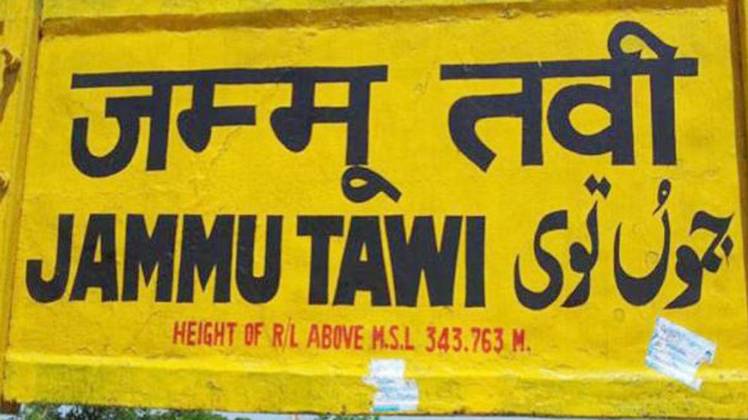 जम्मू तवी
JAMMU TAWI جموں توی
HEIGHT OF R/L ABOVE M.S.L 343.763 M.